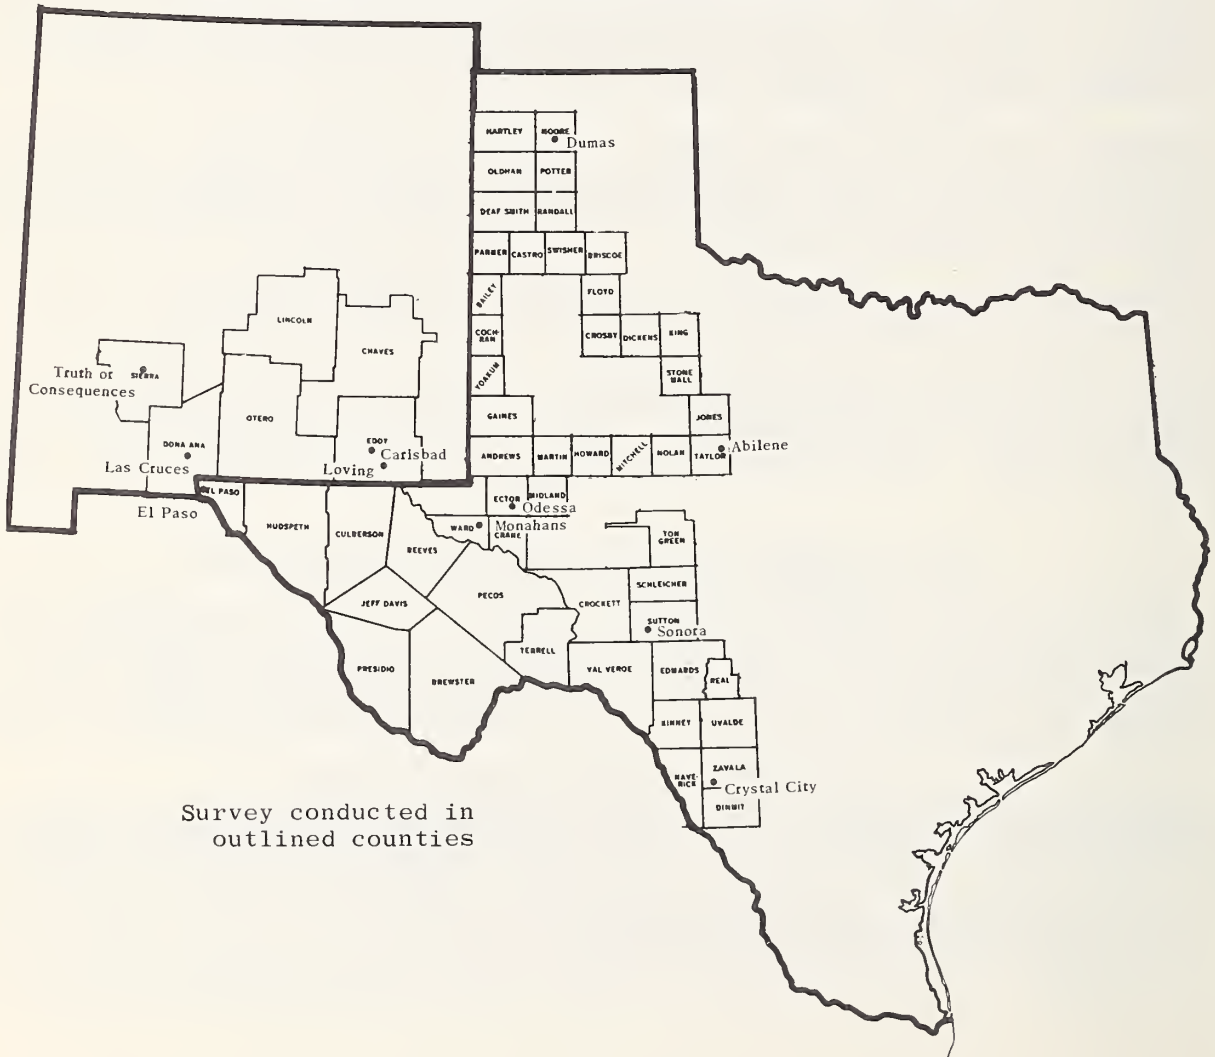 HARTLEY
MOORE
Dumas
OLDHAM
POTTER
DEAF SMITH
RANDALL
PARMER
CASTRO
SWISHER
BRISCOE
BAILEY
FLOYD
LINCOLN
COCH-
RAN
CROSBY
DICKENS
KING
CHAVES
YOAKUM
STONE
WALL
Truth or
Consequences
SIERRA
GAINES
JONES
OTERO
DONA ANA
EDDY
Carlsbad
Loving
Las Cruces
ANDREWS
MARTIN
HOWARD
MITCHELL
NOLAN
TAYLOR
Abilene
EL PASO
El Paso
ECTOR
MIDLAND
Odessa
HUDSPETH
CULBERSON
WARD
Monahans
CRANE
REEVES
TOM
GREEN
SCHLEICHER
JEFF DAVIS
PECOS
CROCKETT
SUTTON
Sonora
TERRELL
PRESIDIO
BREWSTER
VAL VERDE
EDWARDS
REAL
KINNEY
UVALDE
MAVE-
RICK
ZAVALA
Crystal City
DIMMIT
Survey conducted in
outlined counties